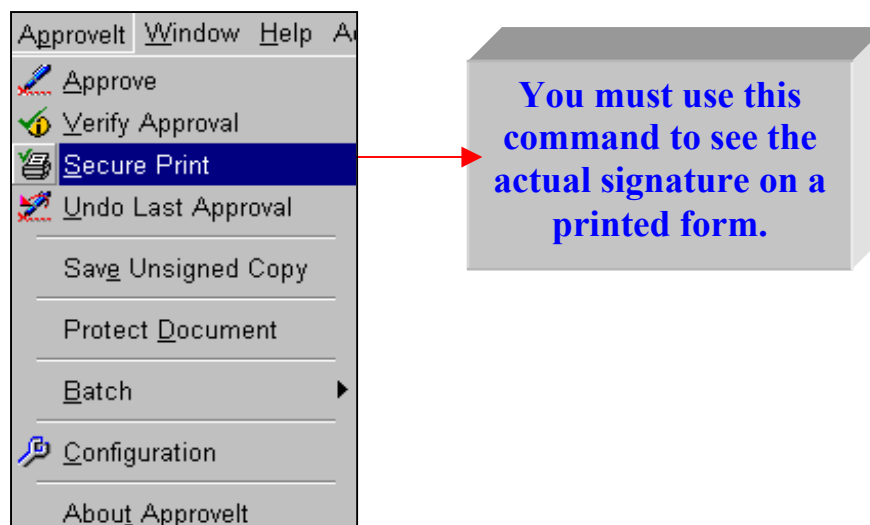 ApproveIt Window Help
Approve
Verify Approval
Secure Print
Undo Last Approval
Save Unsigned Copy
Protect Document
Batch
Configuration
About ApproveIt
You must use this
command to see the
actual signature on a
printed form.